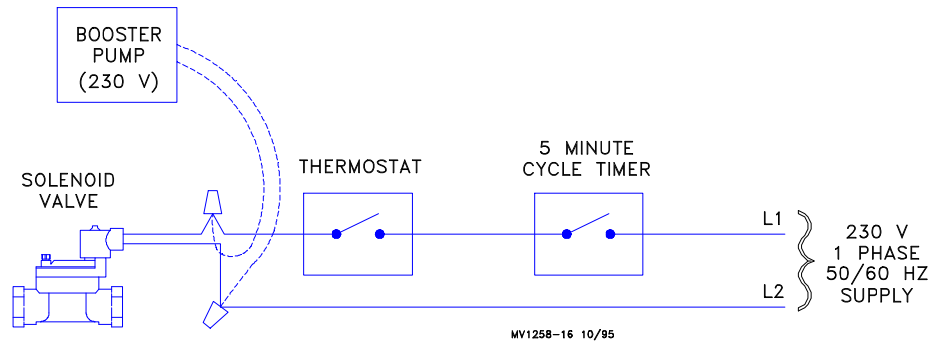 BOOSTER
PUMP
(230 V)
SOLENOID
VALVE
THERMOSTAT
5 MINUTE
CYCLE TIMER
L1
L2
230 V
1 PHASE
50/60 HZ
SUPPLY
MV1258-16 10/95